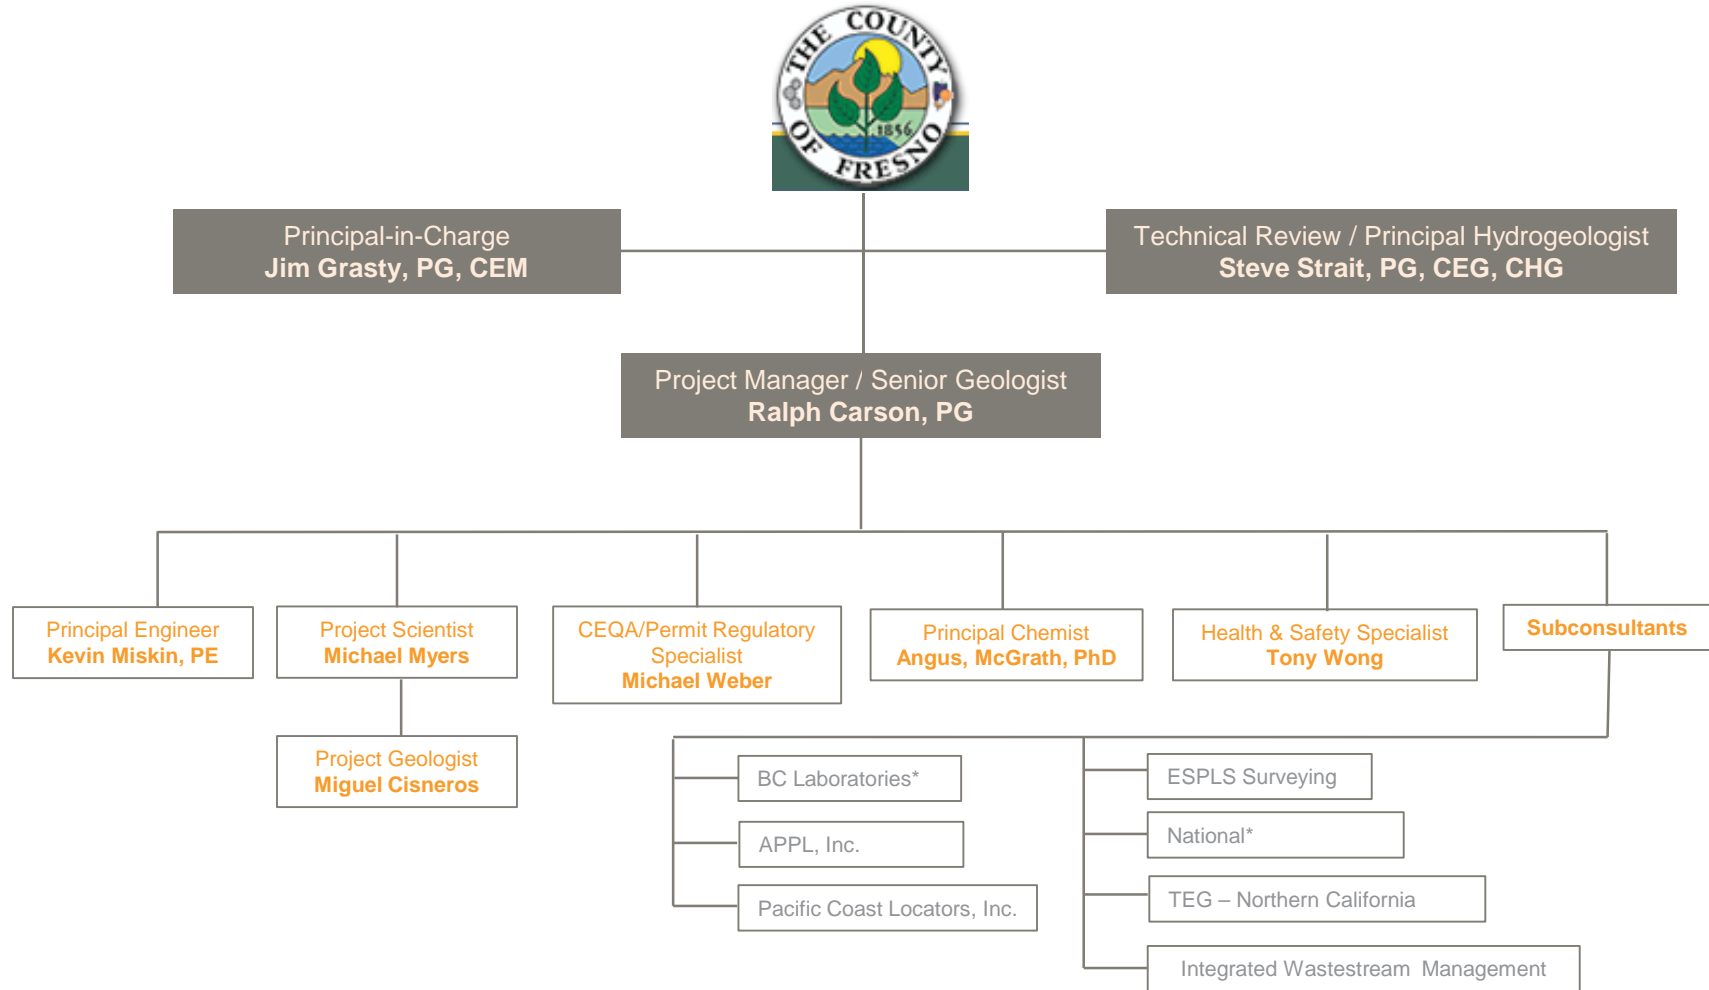 THE COUNTY
OF FRESNO
1856
Principal-in-Charge
Jim Grasty, PG, CEM
Technical Review / Principal Hydrogeologist
Steve Strait, PG, CEG, CHG
Project Manager / Senior Geologist
Ralph Carson, PG
Principal Engineer
Kevin Miskin, PE
Project Scientist
Michael Myers
CEQA/Permit Regulatory
Specialist
Michael Weber
Principal Chemist
Angus, McGrath, PhD
Health & Safety Specialist
Tony Wong
Subconsultants
Project Geologist
Miguel Cisneros
BC Laboratories*
APPL, Inc.
Pacific Coast Locators, Inc.
ESPLS Surveying
National*
TEG – Northern California
Integrated Wastestream Management